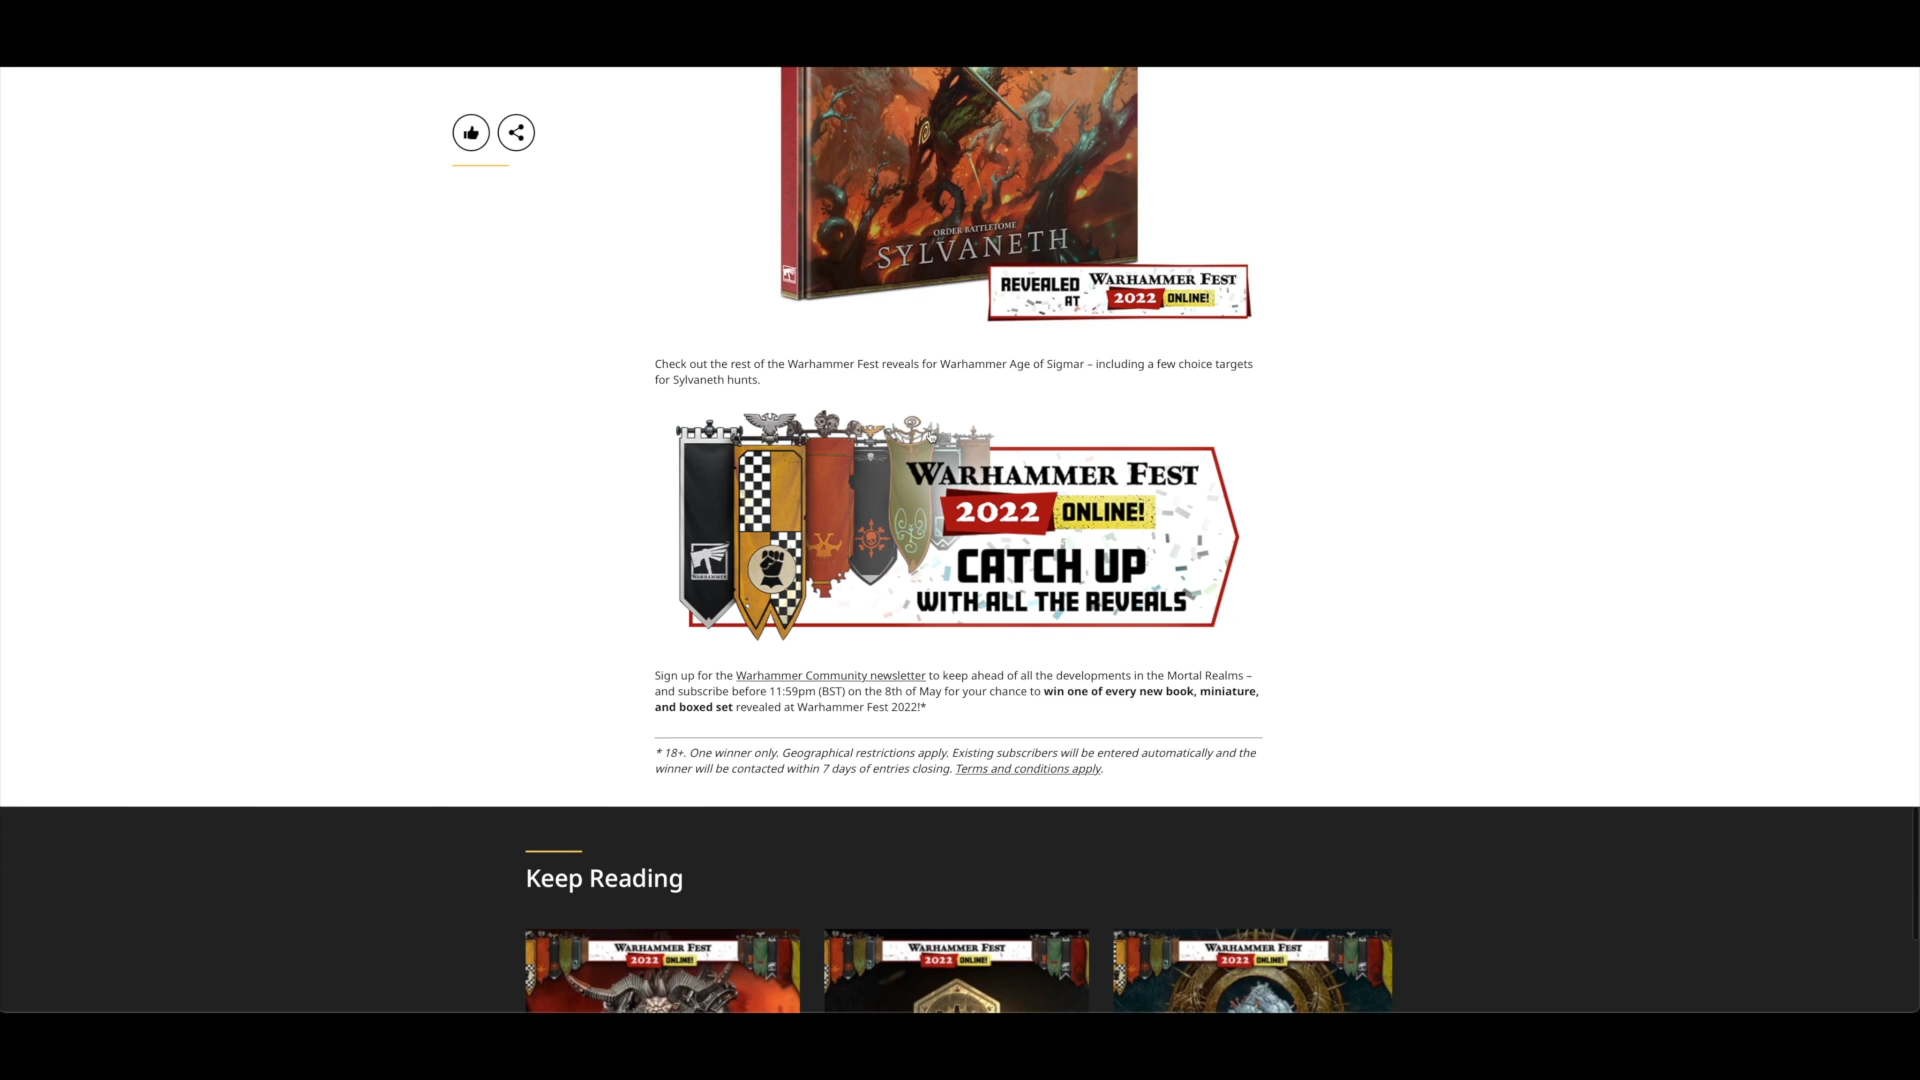 ORDER BATTLETOME
SYLVANETH
REVEALED
AT
WARHAMMER FEST
2022 ONLINE!
Check out the rest of the Warhammer Fest reveals for Warhammer Age of Sigmar – including a few choice targets
for Sylvaneth hunts.
WARHAMMER
WARHAMMER FEST
2022 ONLINE!
CATCH UP
WITH ALL THE REVEALS
Sign up for the Warhammer Community newsletter to keep ahead of all the developments in the Mortal Realms –
and subscribe before 11:59pm (BST) on the 8th of May for your chance to win one of every new book, miniature,
and boxed set revealed at Warhammer Fest 2022!*
* 18+. One winner only. Geographical restrictions apply. Existing subscribers will be entered automatically and the
winner will be contacted within 7 days of entries closing. Terms and conditions apply.
Keep Reading
WARHAMMER FEST
2022 ONLINE!
WARHAMMER FEST
2022 ONLINE!
WARHAMMER FEST
2022 ONLINE!